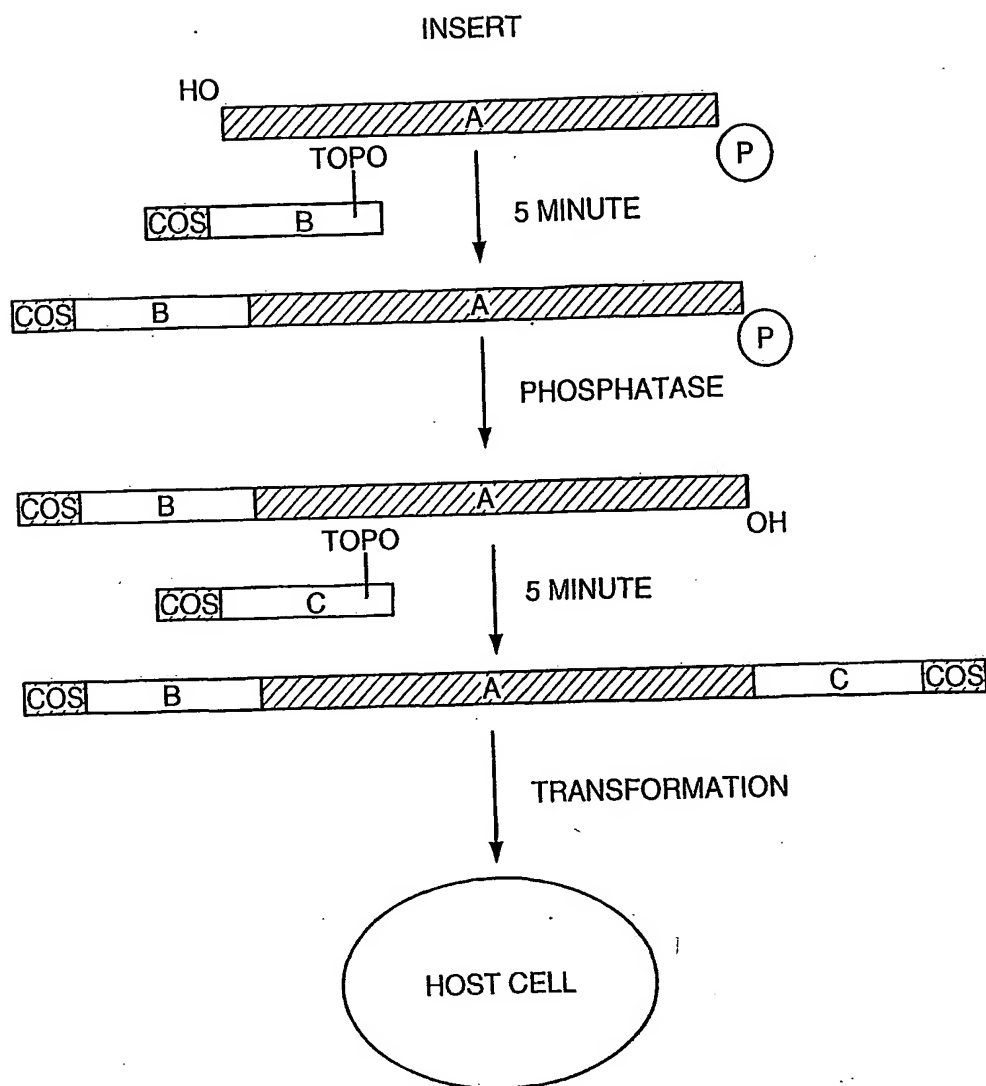 INSERT
HO
A
P
TOPO
COS B
5 MINUTE
COS B A
P
PHOSPHATASE
COS B A
OH
TOPO
COS C
5 MINUTE
COS B A C COS
TRANSFORMATION
HOST CELL